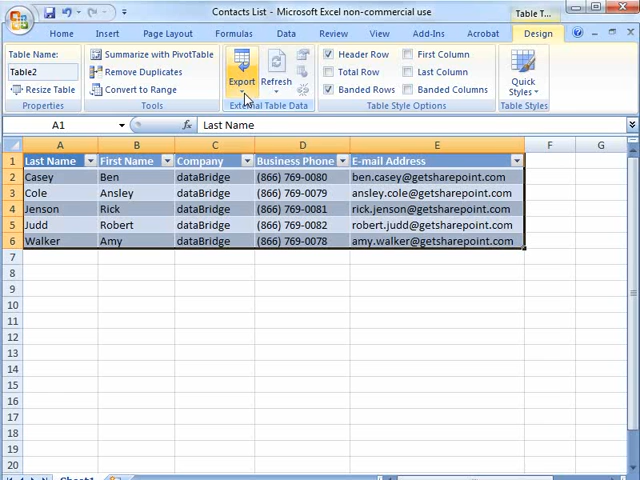 Contacts List - Microsoft Excel non-commercial use
Table T...
Home Insert Page Layout Formulas Data Review View Add-Ins Acrobat Design
Table Name:
Table2
Resize Table
Properties
Summarize with PivotTable
Remove Duplicates
Convert to Range
Tools
Export
Refresh
External Table Data
Header Row
Total Row
Banded Rows
First Column
Last Column
Banded Columns
Table Style Options
Quick
Styles
Table Styles
A1 fx Last Name
A B C D E F G
1 Last Name First Name Company Business Phone E-mail Address
2 Casey Ben dataBridge (866) 769-0080 ben.casey@getsharepoint.com
3 Cole Ansley dataBridge (866) 769-0079 ansley.cole@getsharepoint.com
4 Jenson Rick dataBridge (866) 769-0081 rick.jenson@getsharepoint.com
5 Judd Robert dataBridge (866) 769-0082 robert.judd@getsharepoint.com
6 Walker Amy dataBridge (866) 769-0078 amy.walker@getsharepoint.com
7
8
9
10
11
12
13
14
15
16
17
18
19
20
Sheet1